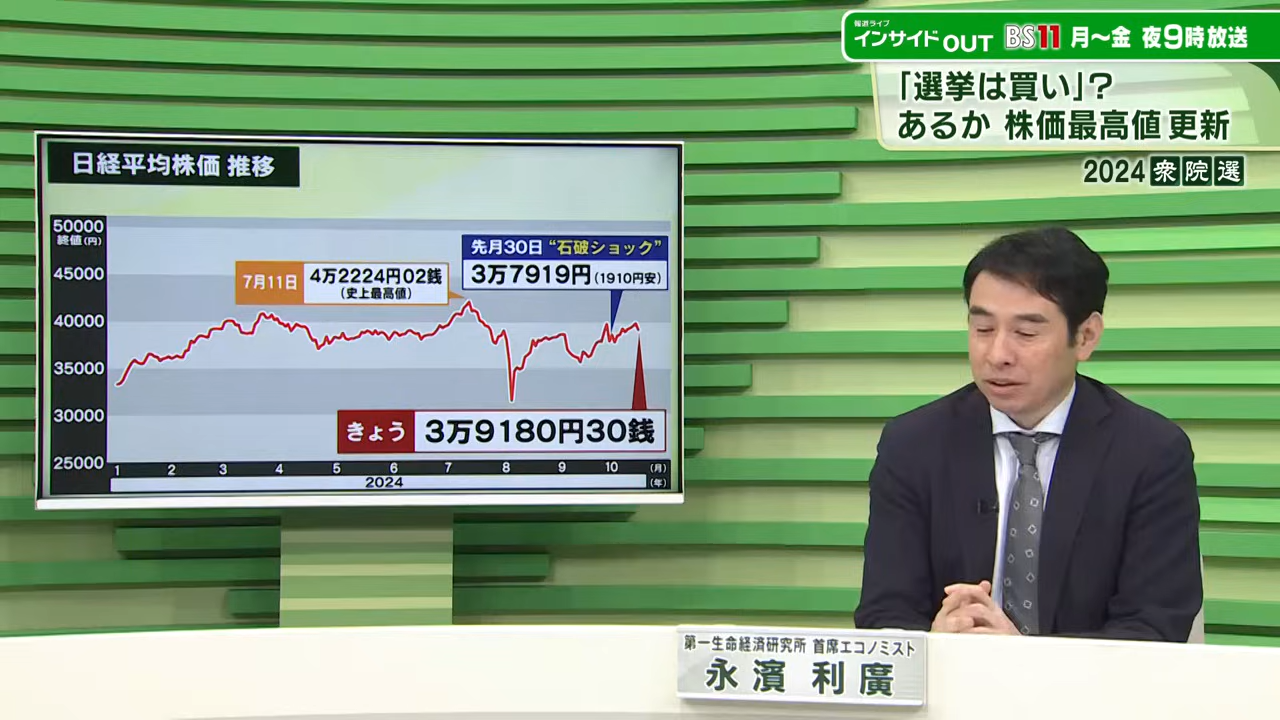 報道ライブ
インサイドOUT BS11 月〜金 夜9時放送
「選挙は買い」?
あるか 株価最高値更新
2024衆院選
日経平均株価 推移
50000
終値(円)
45000
40000
35000
30000
25000
7月11日 4万2224円02銭
(史上最高値)
先月30日 "石破ショック"
3万7919円(1910円安)
きょう 3万9180円30銭
1 2 3 4 5 6 7 8 9 10 (月)
2024 (年)
第一生命経済研究所 首席エコノミスト
永濱 利廣